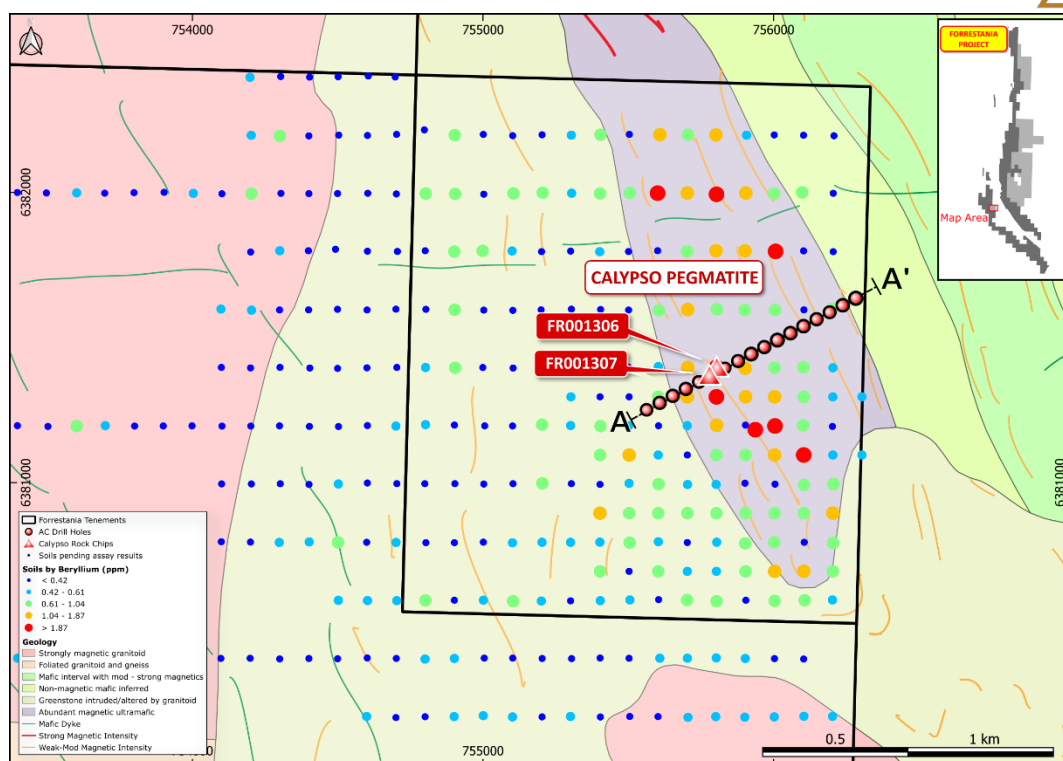 N
754000
755000
756000
FORRESTANIA
PROJECT
Map Area
6382000
CALYPSO PEGMATITE
A'
FR001306
FR001307
A
6381000
6381000
Forrestania Tenements
AC Drill Holes
Calypso Rock Chips
Soils pending assay results
Soils by Beryllium (ppm)
< 0.42
0.42 - 0.61
0.61 - 1.04
1.04 - 1.87
> 1.87
Geology
Strongly magnetic granitoid
Foliated granitoid and gneiss
Mafic interval with mod - strong magnetics
Non-magnetic mafic inferred
Greenstone intruded/altered by granitoid
Abundant magnetic ultramafic
Mafic Dyke
Strong Magnetic Intensity
Weak-Mod Magnetic Intensity
754000
755000
0.5
1 km